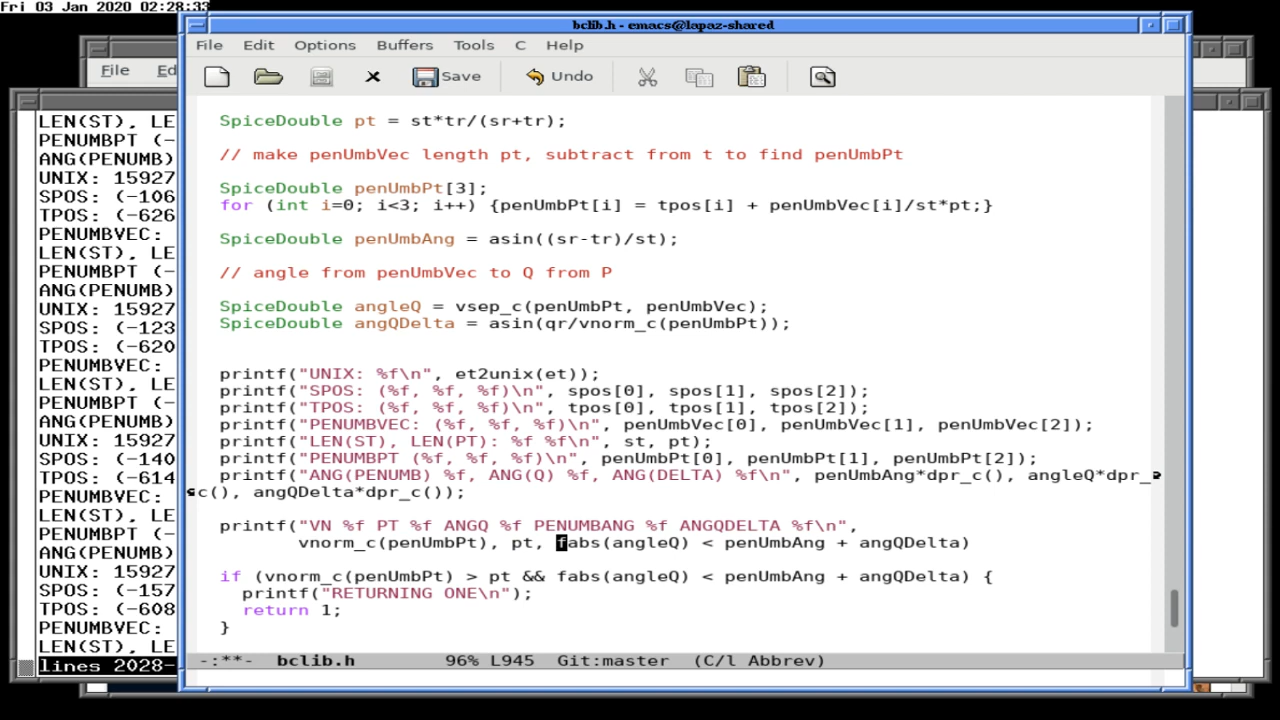 Fri 03 Jan 2020 02:28:33
bclib.h - emacs@lapaz-shared
File Edit Options Buffers Tools C Help
Save Undo
File Ed
LEN(ST), LE
PENUMBPT (-
ANG(PENUMB)
UNIX: 15927
SPOS: (-106
TPOS: (-626
PENUMBVEC:
LEN(ST), LE
PENUMBPT (-
ANG(PENUMB)
UNIX: 15927
SPOS: (-123
TPOS: (-620
PENUMBVEC:
LEN(ST), LE
PENUMBPT (-
ANG(PENUMB)
UNIX: 15927
SPOS: (-140
TPOS: (-614
PENUMBVEC:
LEN(ST), LE
PENUMBPT (-
ANG(PENUMB)
UNIX: 15927
SPOS: (-157
TPOS: (-608
PENUMBVEC:
LEN(ST), LE
lines 2028-
SpiceDouble pt = st*tr/(sr+tr);
// make penUmbVec length pt, subtract from t to find penUmbPt
SpiceDouble penUmbPt[3];
for (int i=0; i<3; i++) {penUmbPt[i] = tpos[i] + penUmbVec[i]/st*pt;}
SpiceDouble penUmbAng = asin((sr-tr)/st);
// angle from penUmbVec to Q from P
SpiceDouble angleQ = vsep_c(penUmbPt, penUmbVec);
SpiceDouble angQDelta = asin(qr/vnorm_c(penUmbPt));
printf("UNIX: %f\n", et2unix(et));
printf("SPOS: (%f, %f, %f)\n", spos[0], spos[1], spos[2]);
printf("TPOS: (%f, %f, %f)\n", tpos[0], tpos[1], tpos[2]);
printf("PENUMBVEC: (%f, %f, %f)\n", penUmbVec[0], penUmbVec[1], penUmbVec[2]);
printf("LEN(ST), LEN(PT): %f %f\n", st, pt);
printf("PENUMBPT (%f, %f, %f)\n", penUmbPt[0], penUmbPt[1], penUmbPt[2]);
printf("ANG(PENUMB) %f, ANG(Q) %f, ANG(DELTA) %f\n", penUmbAng*dpr_c(), angleQ*dpr_
c(), angQDelta*dpr_c());
printf("VN %f PT %f ANGQ %f PENUMBANG %f ANGQDELTA %f\n",
vnorm_c(penUmbPt), pt, fabs(angleQ) < penUmbAng + angQDelta)
if (vnorm_c(penUmbPt) > pt && fabs(angleQ) < penUmbAng + angQDelta) {
printf("RETURNING ONE\n");
return 1;
}
-:**- bclib.h 96% L945 Git:master (C/l Abbrev)